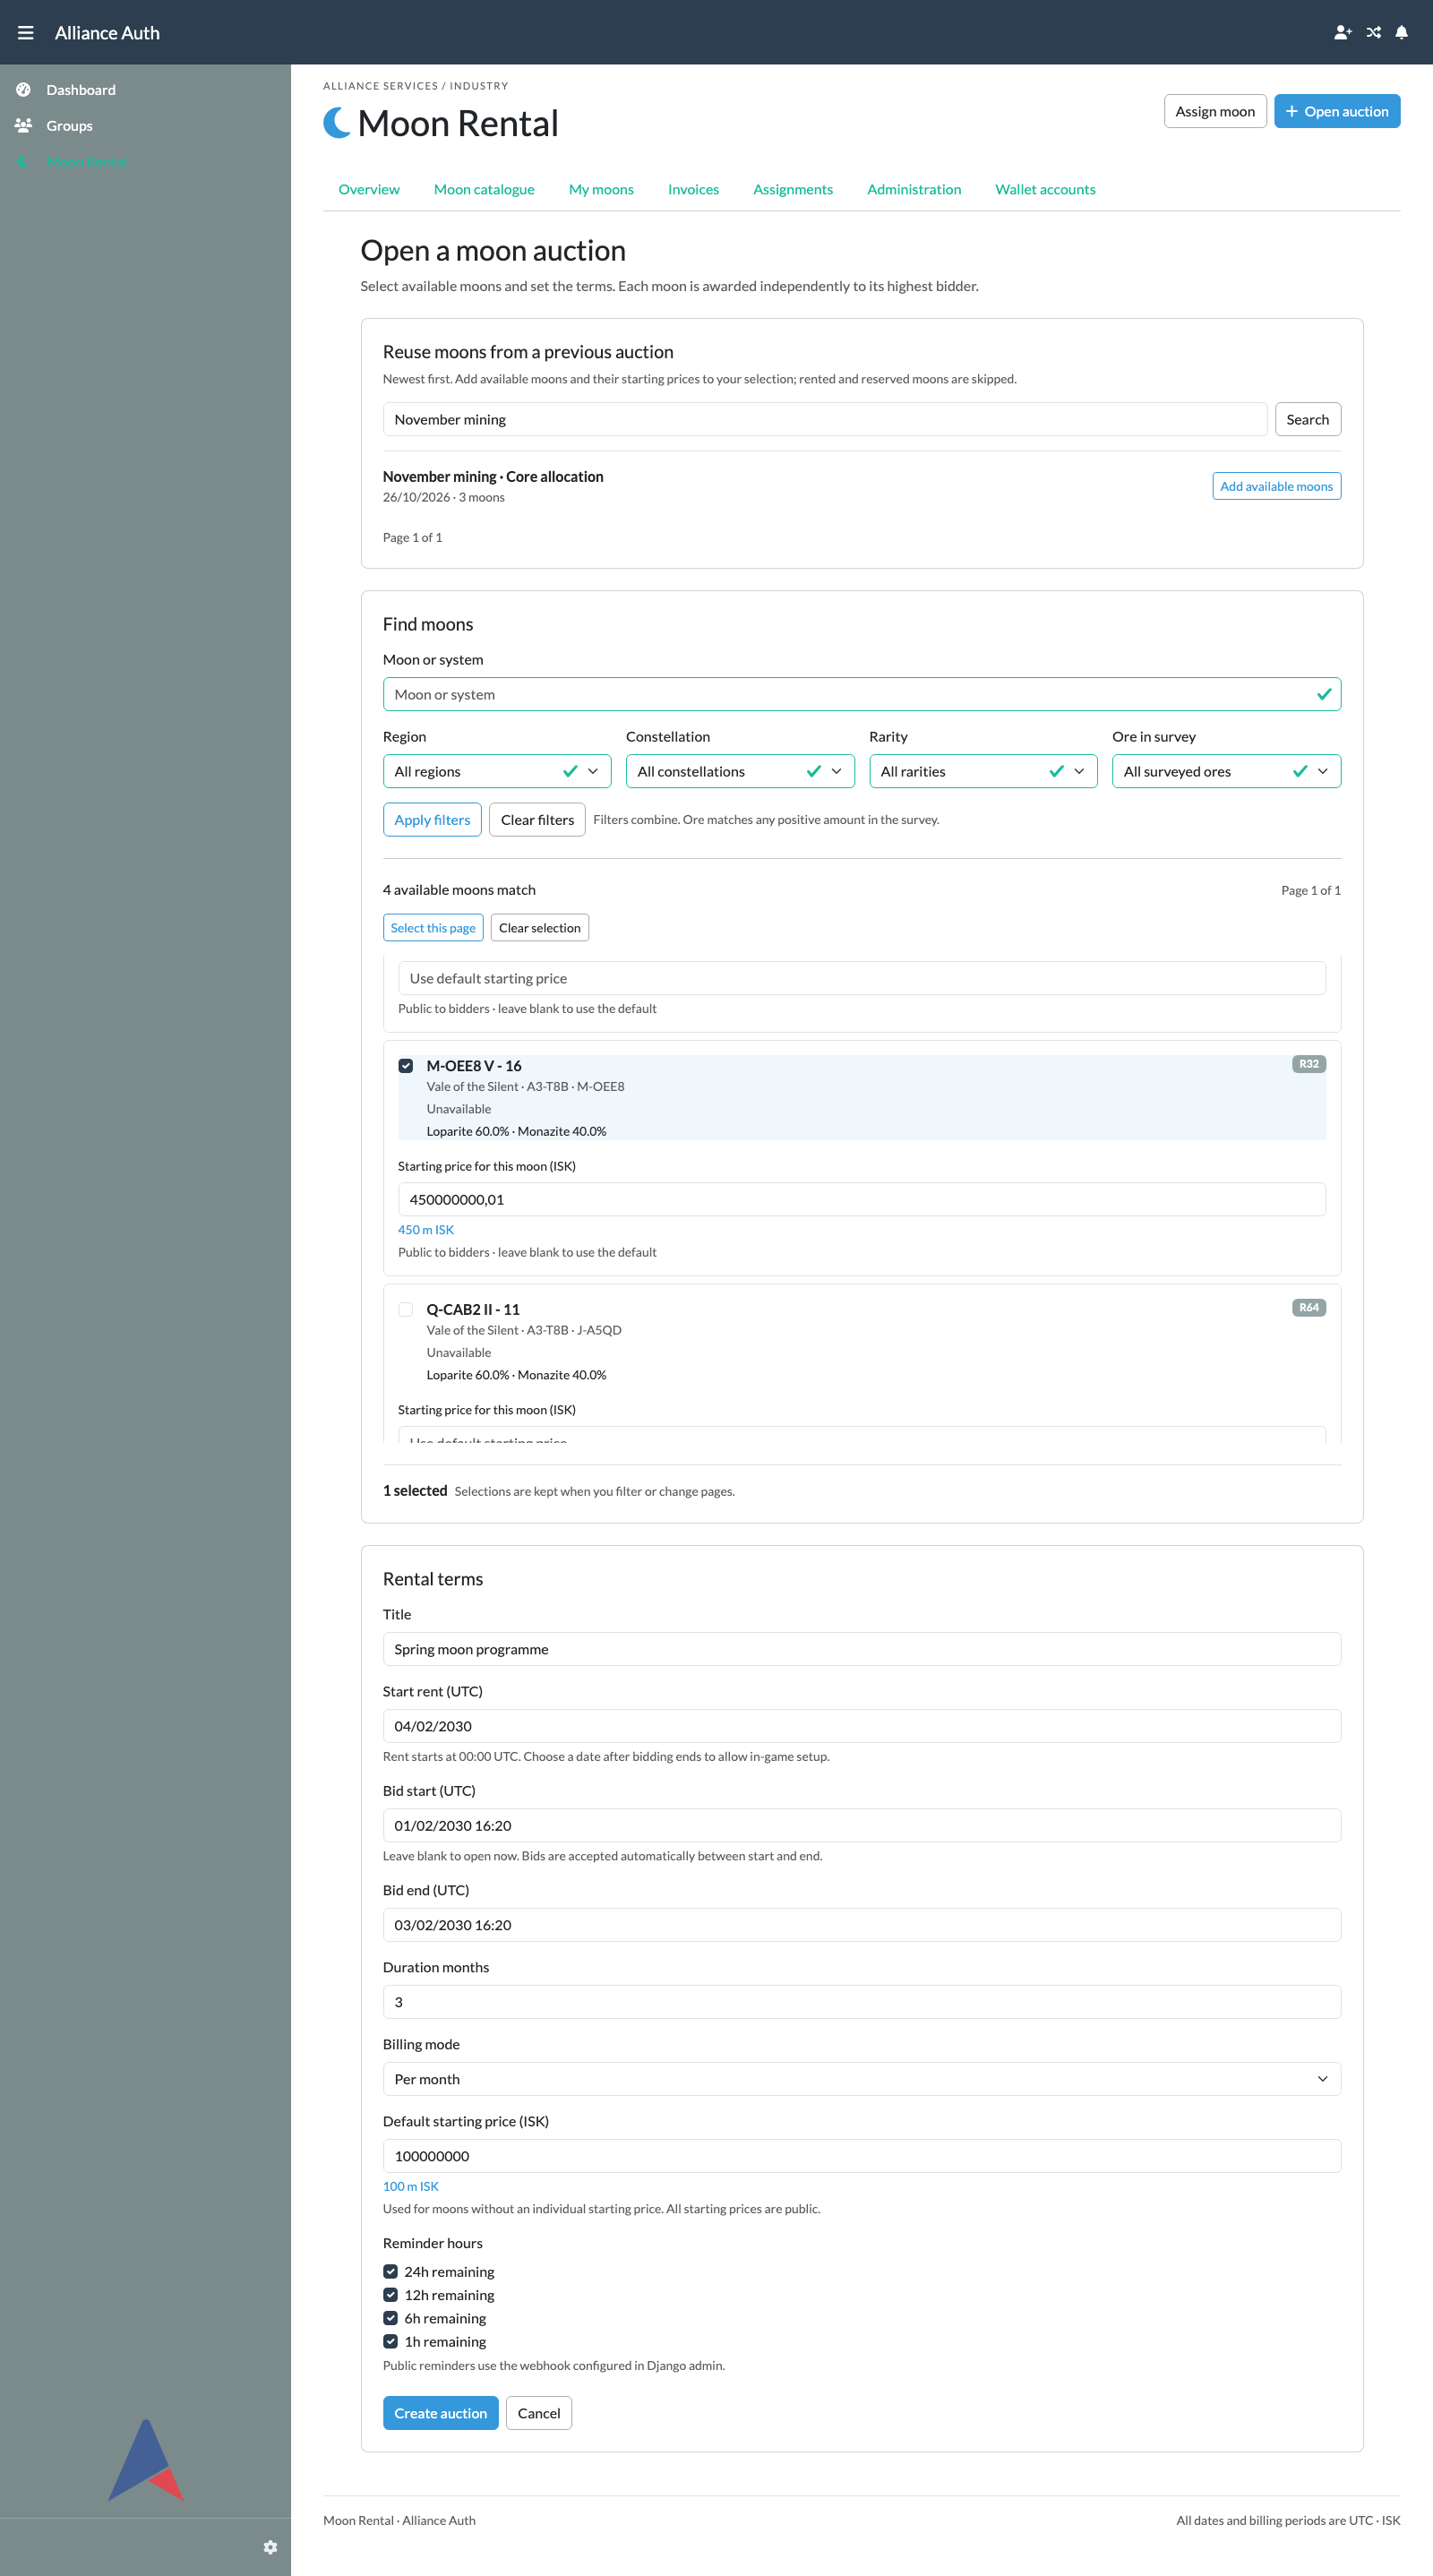 Alliance Auth
Dashboard
Groups
Moon Rental
ALLIANCE SERVICES / INDUSTRY
Moon Rental
Assign moon
Open auction
Overview
Moon catalogue
My moons
Invoices
Assignments
Administration
Wallet accounts
Open a moon auction
Select available moons and set the terms. Each moon is awarded independently to its highest bidder.
Reuse moons from a previous auction
Newest first. Add available moons and their starting prices to your selection; rented and reserved moons are skipped.
November mining
Search
November mining · Core allocation
26/10/2026 · 3 moons
Add available moons
Page 1 of 1
Find moons
Moon or system
Moon or system
Region
Constellation
Rarity
Ore in survey
All regions
All constellations
All rarities
All surveyed ores
Apply filters
Clear filters
Filters combine. Ore matches any positive amount in the survey.
4 available moons match
Page 1 of 1
Select this page
Clear selection
Use default starting price
Public to bidders · leave blank to use the default
M-OEE8 V - 16
R32
Vale of the Silent · A3-T8B · M-OEE8
Unavailable
Loparite 60.0% · Monazite 40.0%
Starting price for this moon (ISK)
450000000,01
450 m ISK
Public to bidders · leave blank to use the default
Q-CAB2 II - 11
R64
Vale of the Silent · A3-T8B · J-A5QD
Unavailable
Loparite 60.0% · Monazite 40.0%
Starting price for this moon (ISK)
Use default starting price
1 selected
Selections are kept when you filter or change pages.
Rental terms
Title
Spring moon programme
Start rent (UTC)
04/02/2030
Rent starts at 00:00 UTC. Choose a date after bidding ends to allow in-game setup.
Bid start (UTC)
01/02/2030 16:20
Leave blank to open now. Bids are accepted automatically between start and end.
Bid end (UTC)
03/02/2030 16:20
Duration months
3
Billing mode
Per month
Default starting price (ISK)
100000000
100 m ISK
Used for moons without an individual starting price. All starting prices are public.
Reminder hours
24h remaining
12h remaining
6h remaining
1h remaining
Public reminders use the webhook configured in Django admin.
Create auction
Cancel
Moon Rental · Alliance Auth
All dates and billing periods are UTC · ISK